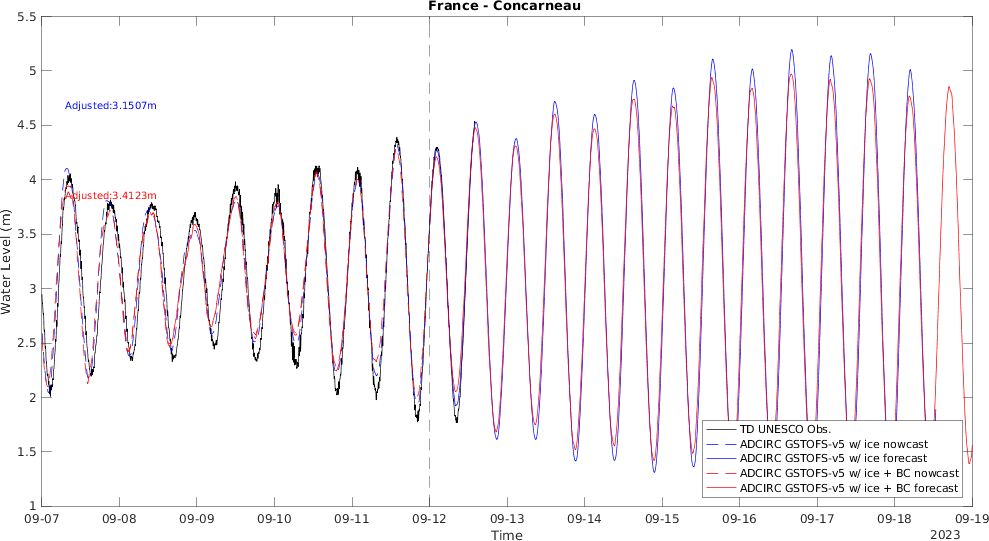 France - Concarneau
5.5
5
4.5
4
3.5
3
2.5
2
1.5
1
Water Level (m)
Adjusted:3.1507m
Adjusted:3.4123m
TD UNESCO Obs.
ADCIRC GSTOFS-v5 w/ ice nowcast
ADCIRC GSTOFS-v5 w/ ice forecast
ADCIRC GSTOFS-v5 w/ ice + BC nowcast
ADCIRC GSTOFS-v5 w/ ice + BC forecast
09-07 09-08 09-09 09-10 09-11 09-12 09-13 09-14 09-15 09-16 09-17 09-18 09-19
Time
2023